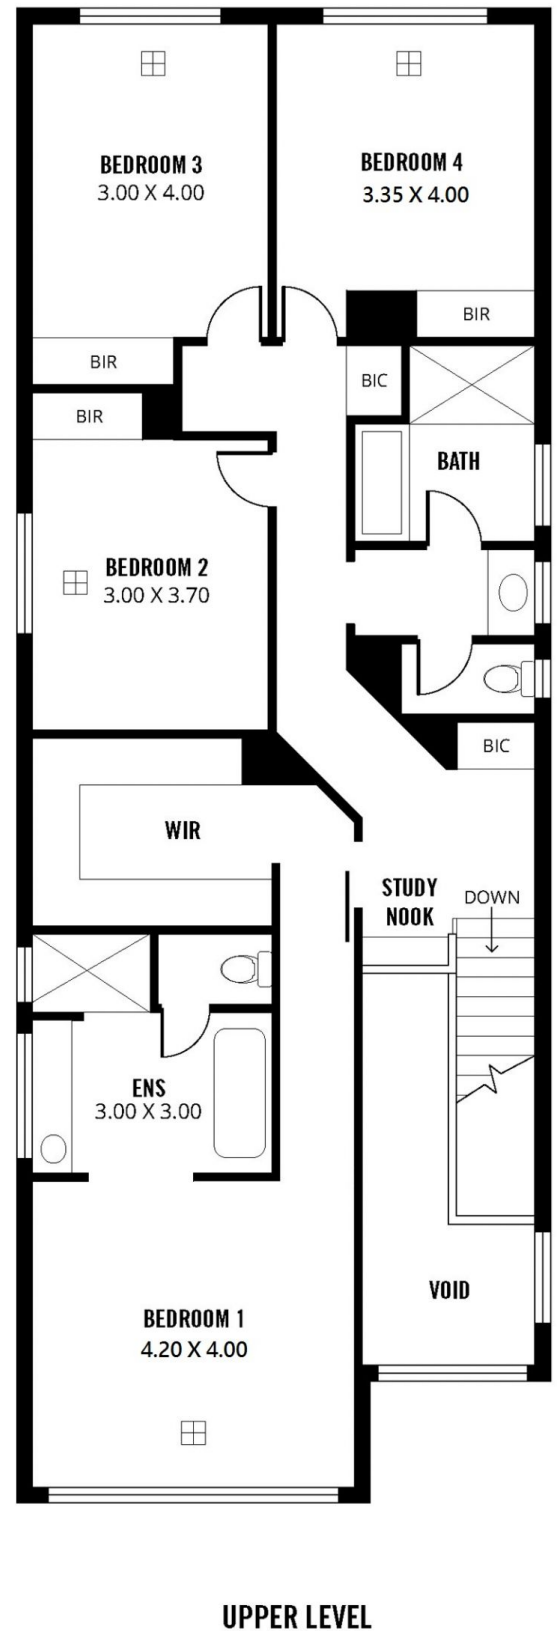 BEDROOM 3
3.00 X 4.00
BEDROOM 4
3.35 X 4.00
BIR
BIR
BIC
BIR
BATH
BEDROOM 2
3.00 X 3.70
BIC
WIR
STUDY
NOOK
DOWN
ENS
3.00 X 3.00
VOID
BEDROOM 1
4.20 X 4.00
UPPER LEVEL